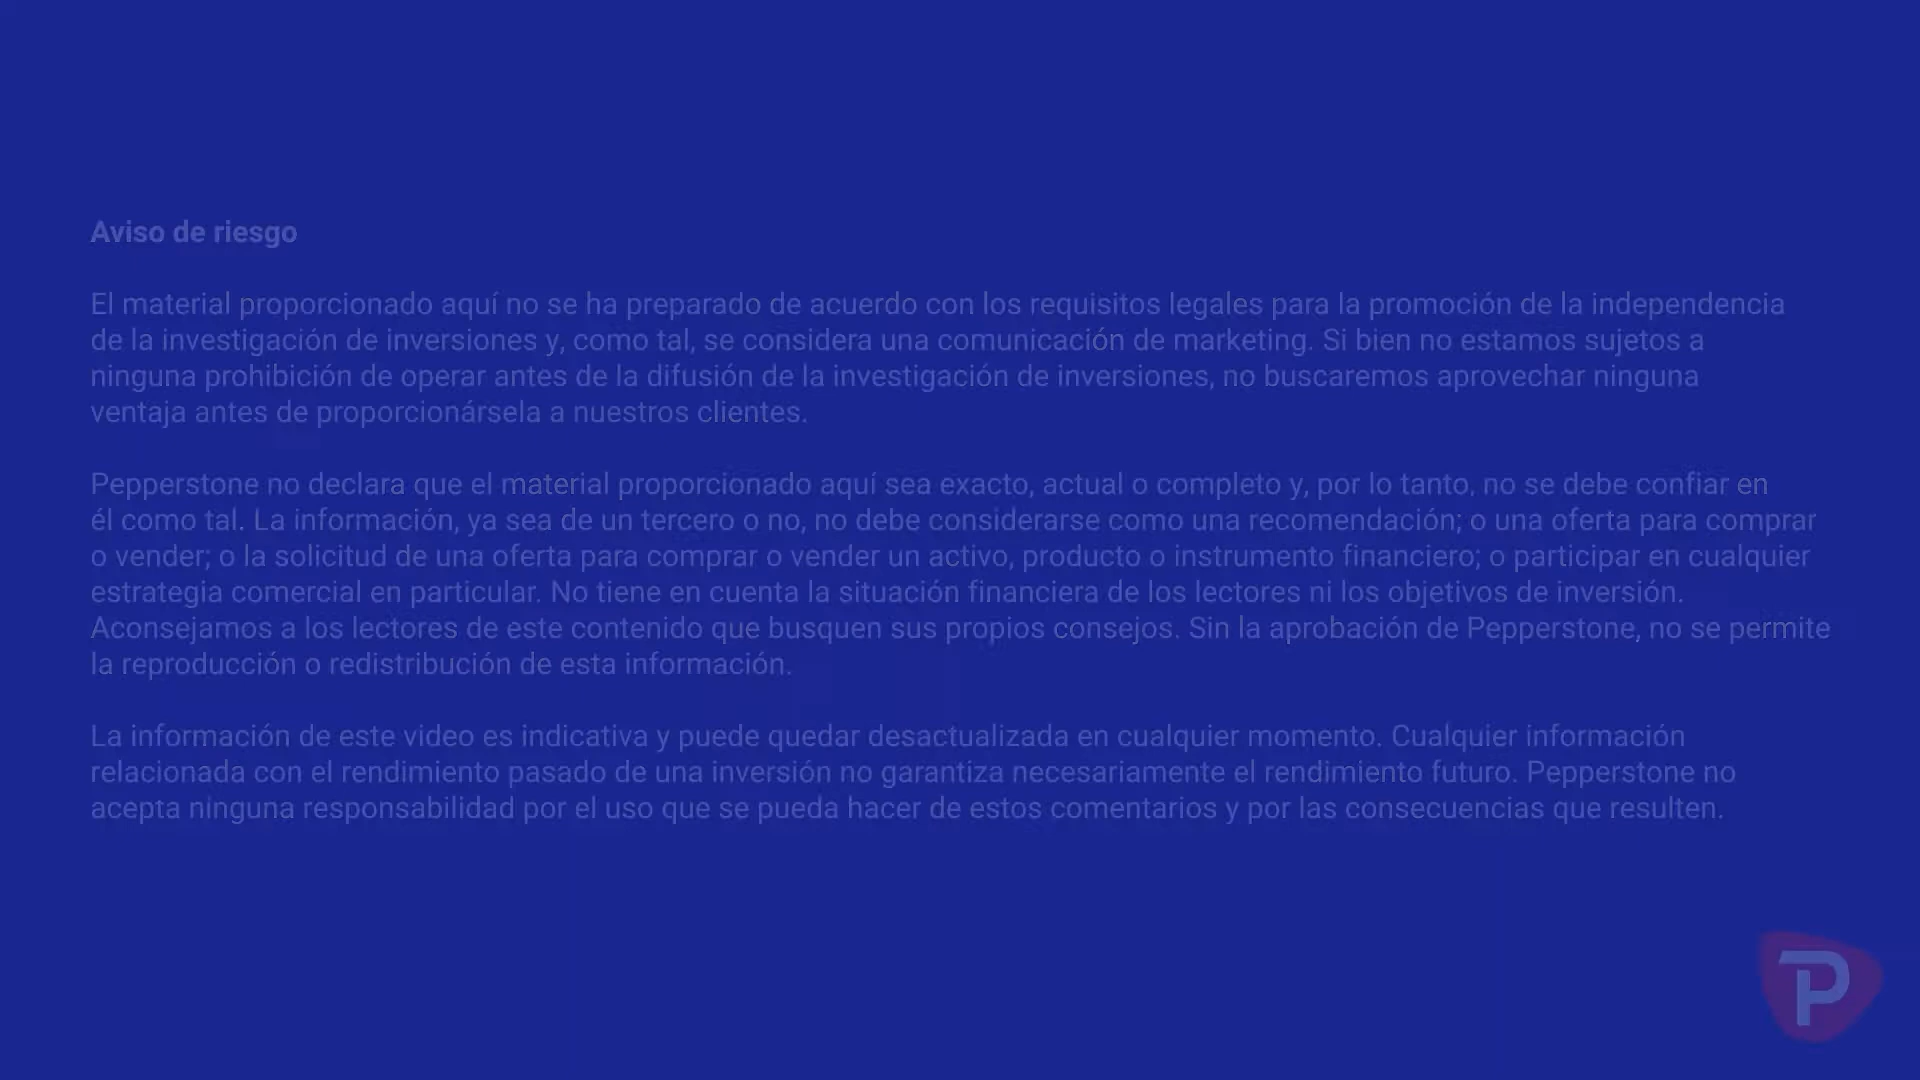 Aviso de riesgo
El material proporcionado aquí no se ha preparado de acuerdo con los requisitos legales para la promoción de la independencia
de la investigación de inversiones y, como tal, se considera una comunicación de marketing. Si bien no estamos sujetos a
ninguna prohibición de operar antes de la difusión de la investigación de inversiones, no buscaremos aprovechar ninguna
ventaja antes de proporcionársela a nuestros clientes.
Pepperstone no declara que el material proporcionado aquí sea exacto, actual o completo y, por lo tanto, no se debe confiar en
él como tal. La información, ya sea de un tercero o no, no debe considerarse como una recomendación; o una oferta para comprar
o vender; o la solicitud de una oferta para comprar o vender un activo, producto o instrumento financiero; o participar en cualquier
estrategia comercial en particular. No tiene en cuenta la situación financiera de los lectores ni los objetivos de inversión.
Aconsejamos a los lectores de este contenido que busquen sus propios consejos. Sin la aprobación de Pepperstone, no se permite
la reproducción o redistribución de esta información.
La información de este video es indicativa y puede quedar desactualizada en cualquier momento. Cualquier información
relacionada con el rendimiento pasado de una inversión no garantiza necesariamente el rendimiento futuro. Pepperstone no
acepta ninguna responsabilidad por el uso que se pueda hacer de estos comentarios y por las consecuencias que resulten.
P